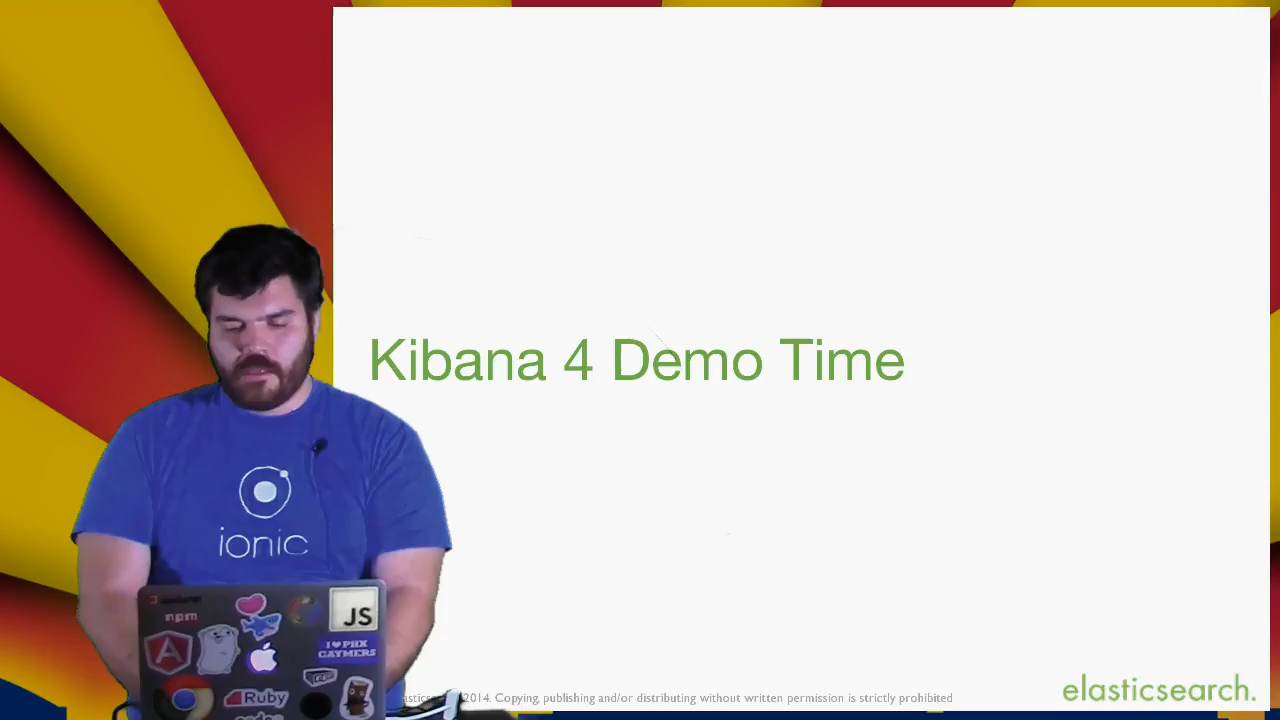 Kibana 4 Demo Time
ionic
npm
JS
I ♥ PHX
GAYMERS
Ruby
2014. Copying, publishing and/or distributing without written permission is strictly prohibited
elasticsearch.